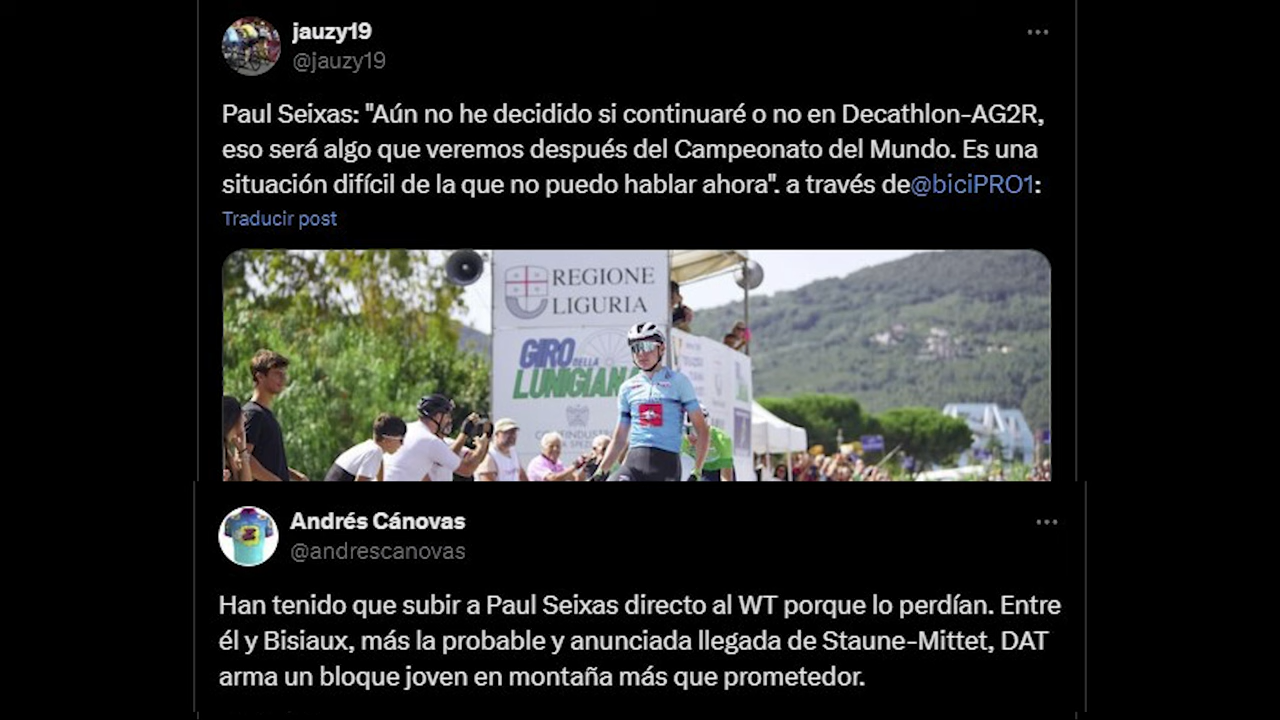 jauzy19
@jauzy19
Paul Seixas: "Aún no he decidido si continuaré o no en Decathlon-AG2R,
eso será algo que veremos después del Campeonato del Mundo. Es una
situación difícil de la que no puedo hablar ahora". a través de@biciPRO1:
Traducir post
REGIONE
LIGURIA
GIRO
DELLA
LUNIGIANA
Andrés Cánovas
@andrescanovas
Han tenido que subir a Paul Seixas directo al WT porque lo perdían. Entre
él y Bisiaux, más la probable y anunciada llegada de Staune-Mittet, DAT
arma un bloque joven en montaña más que prometedor.